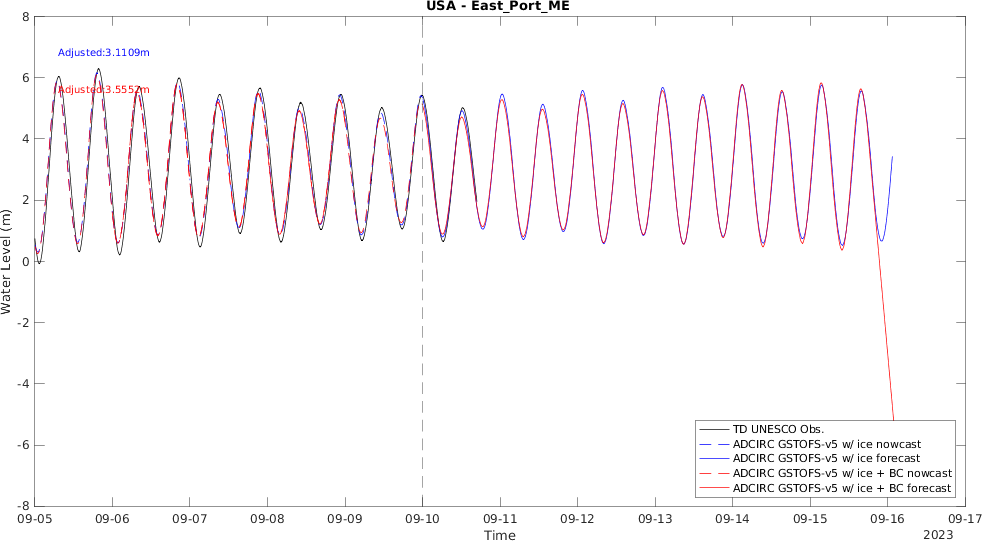 USA - East_Port_ME
8
Adjusted:3.1109m
6
Adjusted:3.5552m
4
2
0
-2
-4
-6
-8
Water Level (m)
TD UNESCO Obs.
ADCIRC GSTOFS-v5 w/ ice nowcast
ADCIRC GSTOFS-v5 w/ ice forecast
ADCIRC GSTOFS-v5 w/ ice + BC nowcast
ADCIRC GSTOFS-v5 w/ ice + BC forecast
09-05 09-06 09-07 09-08 09-09 09-10 09-11 09-12 09-13 09-14 09-15 09-16 09-17
Time
2023